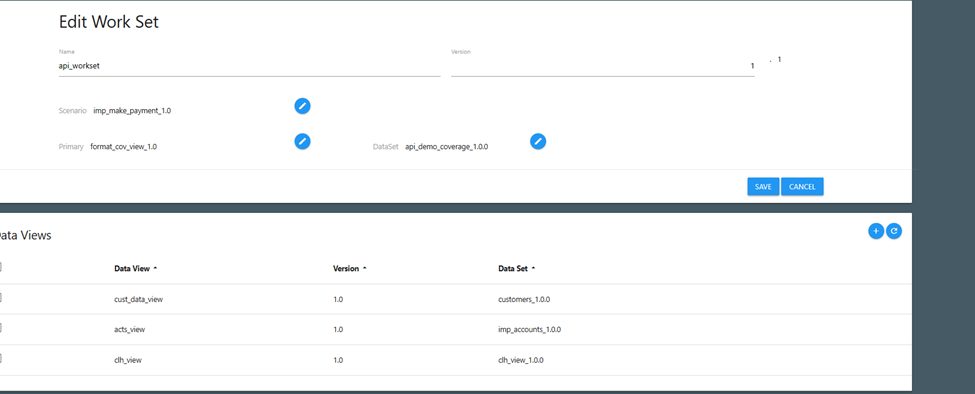 Edit Work Set
Name Version
api_workset 1 . 1
Scenario imp_make_payment_1.0
Primary format_cov_view_1.0 DataSet api_demo_coverage_1.0.0
SAVE CANCEL
ata Views
Data View Version Data Set
cust_data_view 1.0 customers_1.0.0
acts_view 1.0 imp_accounts_1.0.0
clh_view 1.0 clh_view_1.0.0